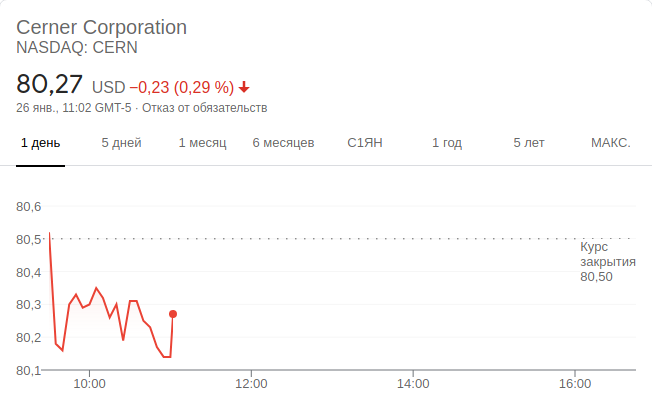 Cerner Corporation
NASDAQ: CERN
80,27 USD −0,23 (0,29 %)
26 янв., 11:02 GMT-5 · Отказ от обязательств
1 день 5 дней 1 месяц 6 месяцев С1ЯН 1 год 5 лет МАКС.
80,6
80,5
Курс
закрытия
80,50
80,4
80,3
80,2
80,1
10:00 12:00 14:00 16:00